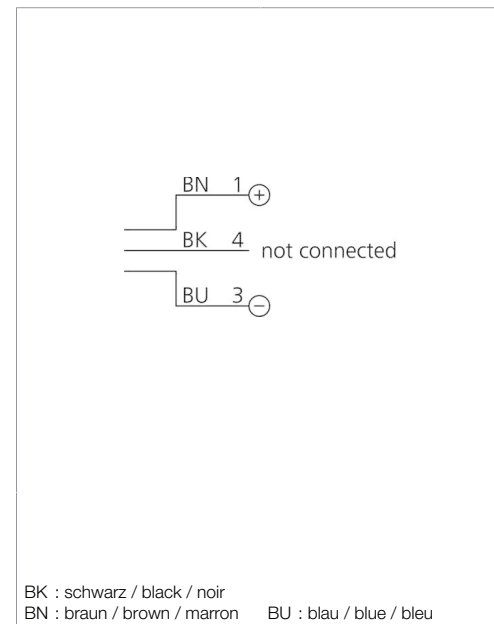 BN 1 +
BK 4 not connected
BU 3 −
BK : schwarz / black / noir
BN : braun / brown / marron BU : blau / blue / bleu